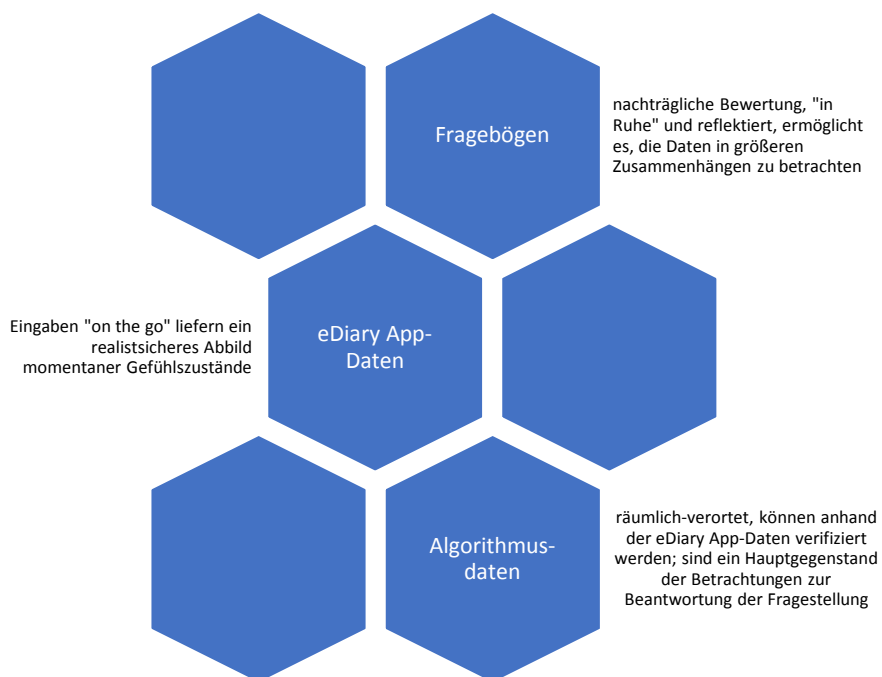 Fragebögen
nachträgliche Bewertung, "in
Ruhe" und reflektiert, ermöglicht
es, die Daten in größeren
Zusammenhängen zu betrachten
Eingaben "on the go" liefern ein
realistsicheres Abbild
momentaner Gefühlszustände
eDiary App-
Daten
Algorithmus-
daten
räumlich-verortet, können anhand
der eDiary App-Daten verifiziert
werden; sind ein Hauptgegenstand
der Betrachtungen zur
Beantwortung der Fragestellung